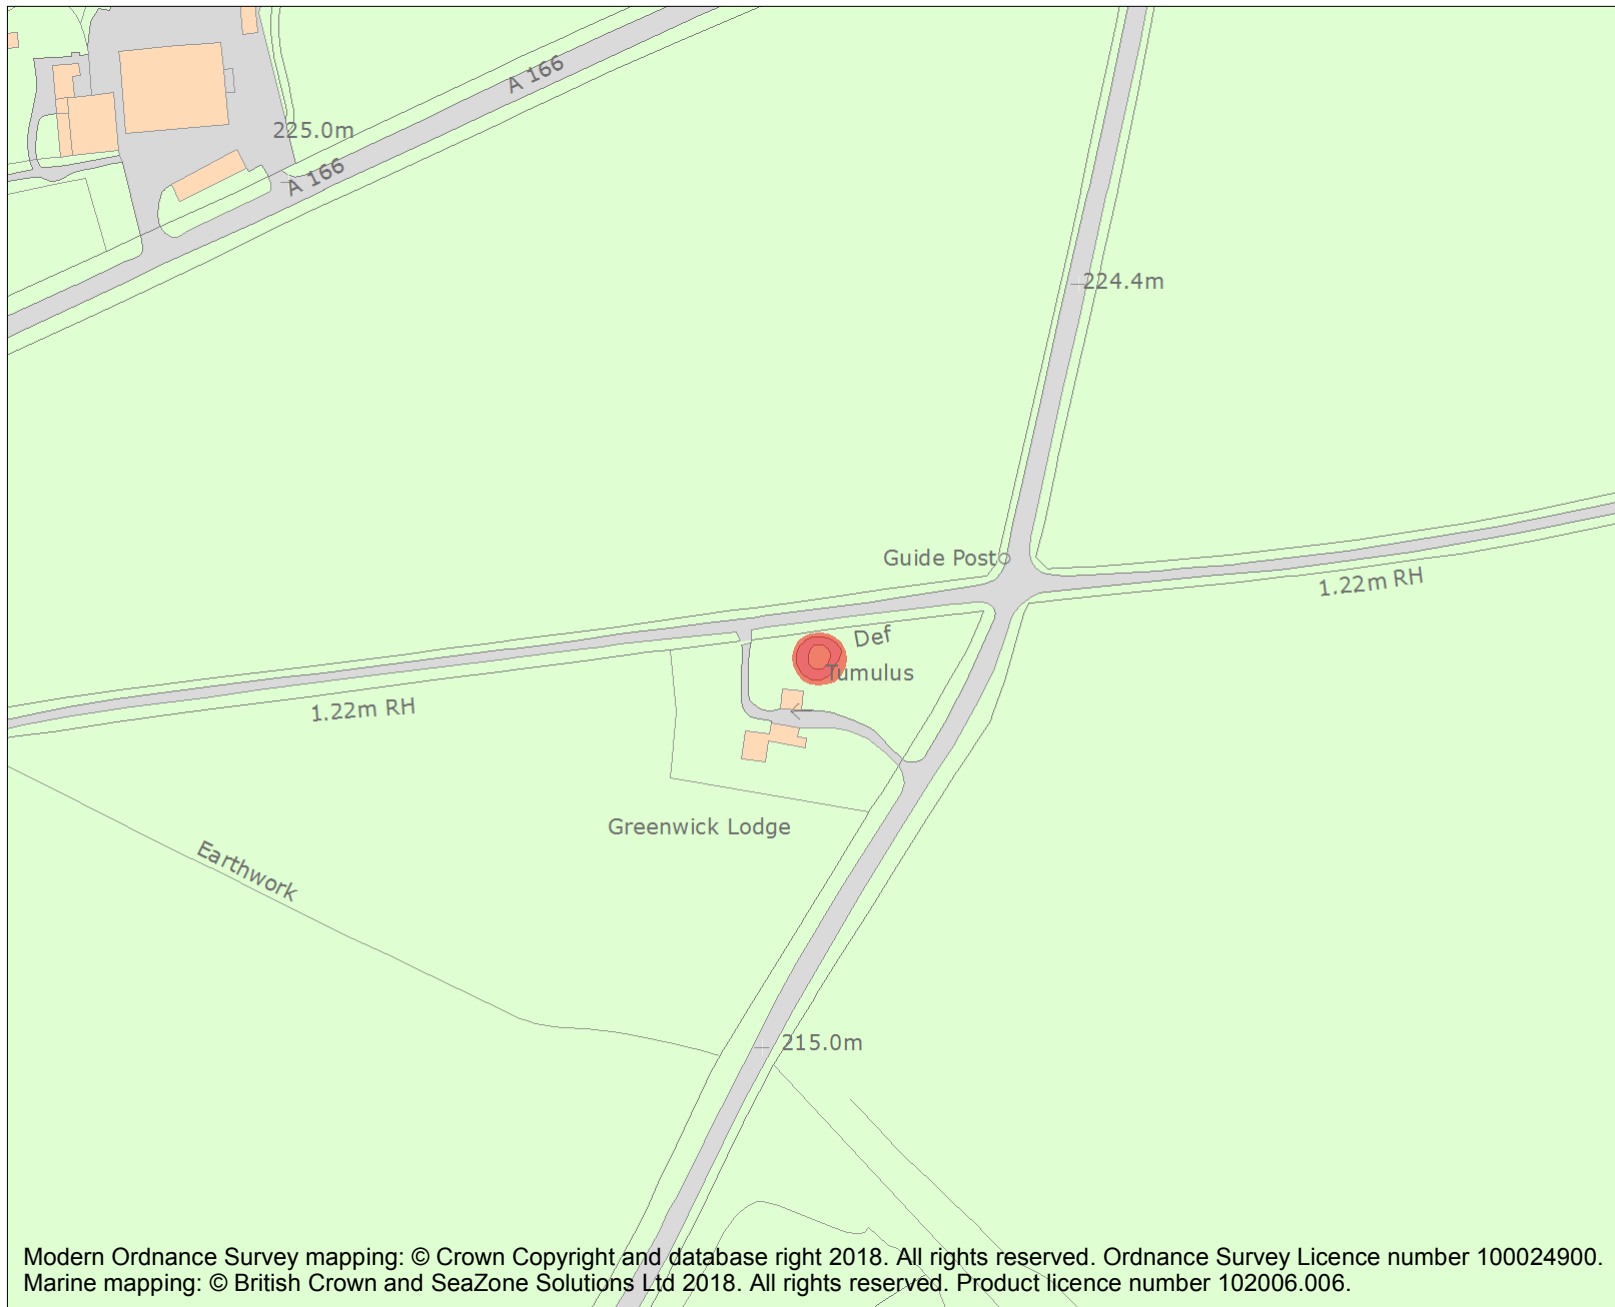 A 166
225.0m
A 166
224.4m
Guide Post
1.22m RH
Def
Tumulus
1.22m RH
Greenwick Lodge
Earthwork
215.0m
Modern Ordnance Survey mapping: © Crown Copyright and database right 2018. All rights reserved. Ordnance Survey Licence number 100024900.
Marine mapping: © British Crown and SeaZone Solutions Ltd 2018. All rights reserved. Product licence number 102006.006.